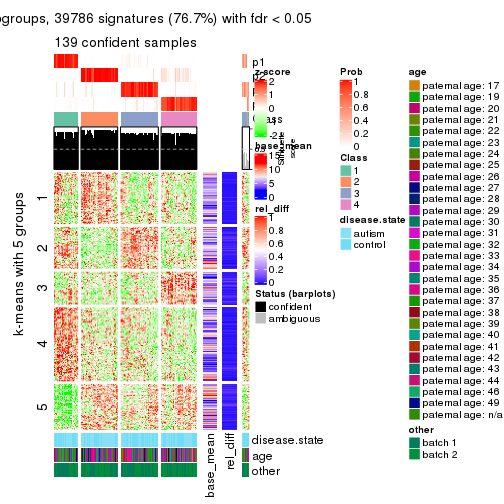 groups, 39786 signatures (76.7%) with fdr < 0.05
139 confident samples
p1
p2
z-score
2
1
0
-1
-2
Silhouette
score
base_mean
15
10
5
0
rel_diff
1
0.8
0.6
0.4
0.2
0
Status (barplots)
confident
ambiguous
Prob
1
0.8
0.6
0.4
0.2
0
Class
1
2
3
4
disease.state
autism
control
age
paternal age: 17
paternal age: 19
paternal age: 20
paternal age: 21
paternal age: 22
paternal age: 23
paternal age: 24
paternal age: 25
paternal age: 26
paternal age: 27
paternal age: 28
paternal age: 29
paternal age: 30
paternal age: 31
paternal age: 32
paternal age: 33
paternal age: 34
paternal age: 35
paternal age: 36
paternal age: 37
paternal age: 38
paternal age: 39
paternal age: 40
paternal age: 41
paternal age: 42
paternal age: 43
paternal age: 44
paternal age: 46
paternal age: 49
paternal age: n/a
other
batch 1
batch 2
k-means with 5 groups
1
2
3
4
5
base_mean
rel_diff
disease.state
age
other